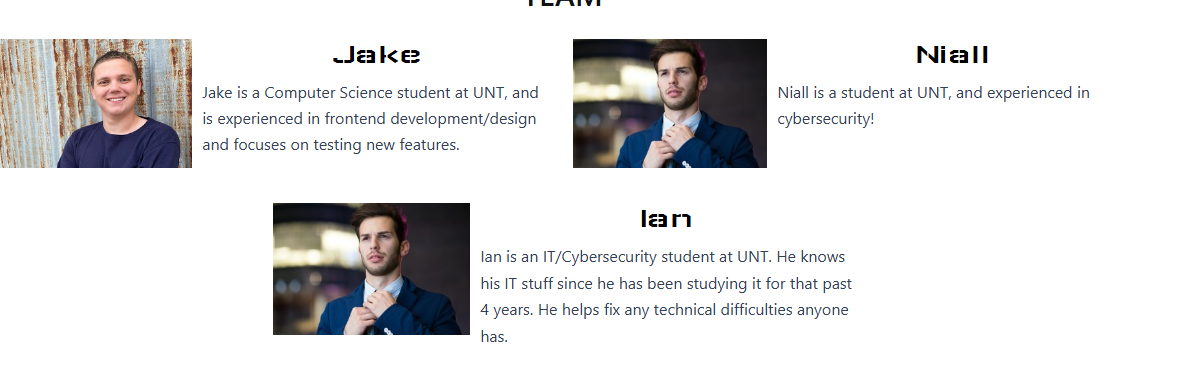 TEAM
Jake
Jake is a Computer Science student at UNT, and
is experienced in frontend development/design
and focuses on testing new features.
Niall
Niall is a student at UNT, and experienced in
cybersecurity!
Ian
Ian is an IT/Cybersecurity student at UNT. He knows
his IT stuff since he has been studying it for that past
4 years. He helps fix any technical difficulties anyone
has.